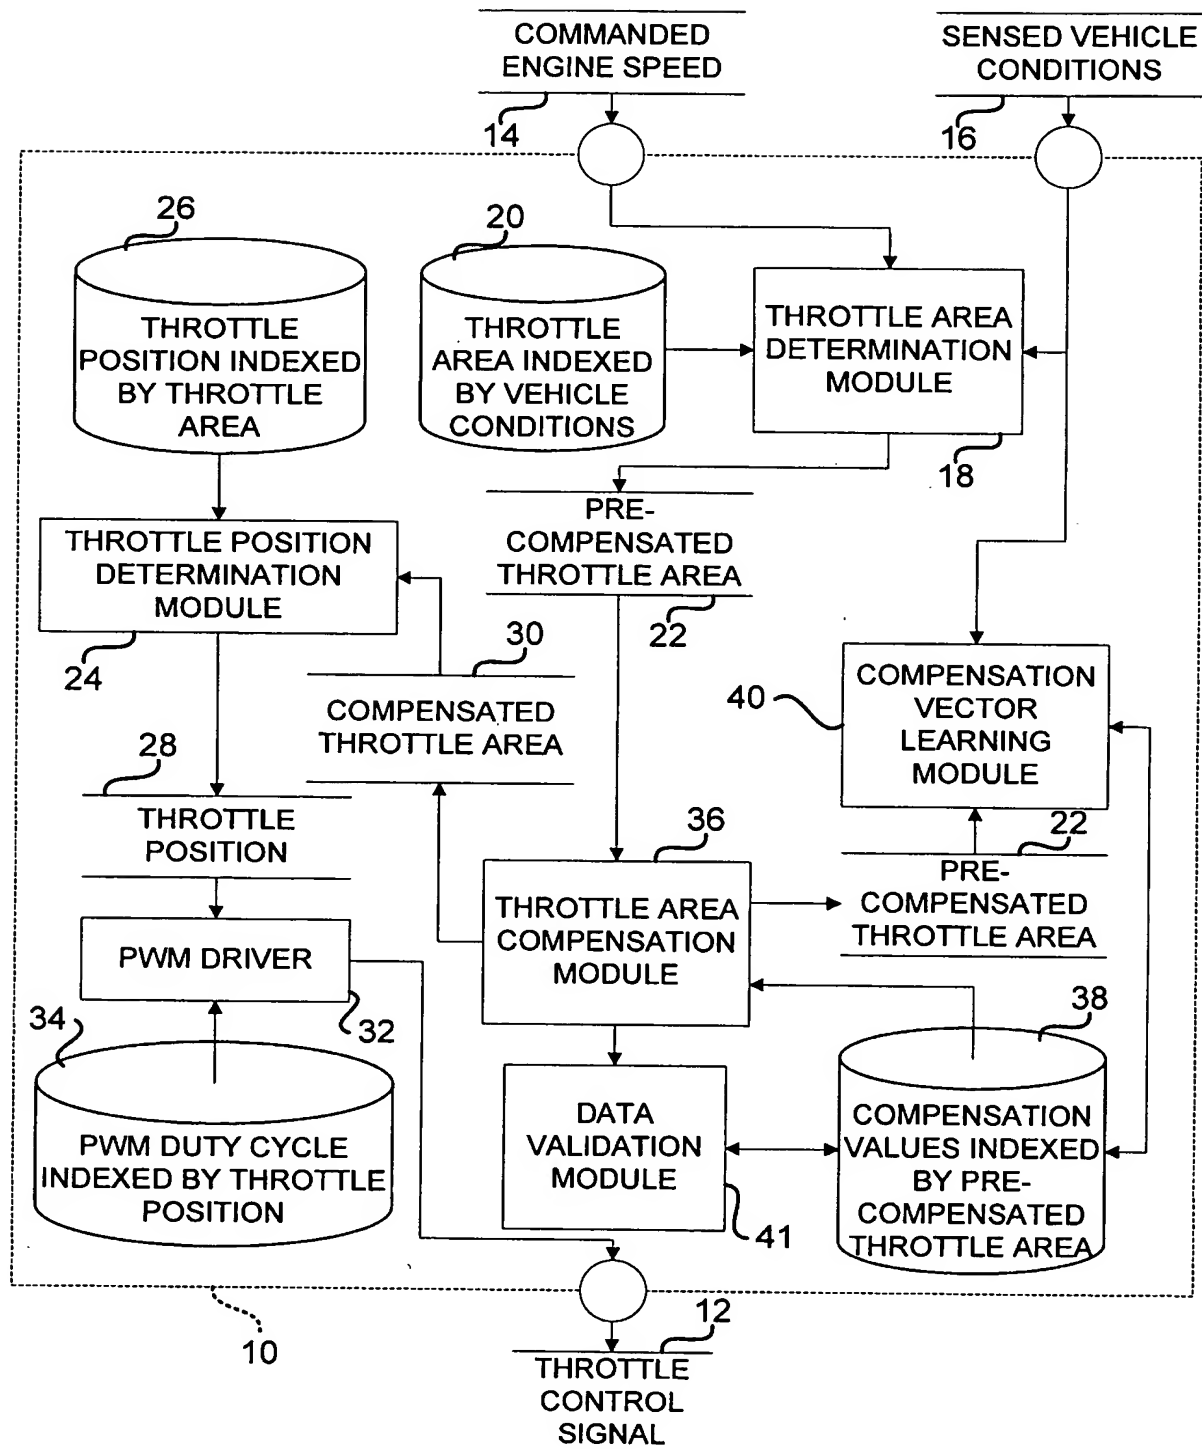 COMMANDED
ENGINE SPEED
14
SENSED VEHICLE
CONDITIONS
16
26
THROTTLE
POSITION INDEXED
BY THROTTLE
AREA
20
THROTTLE
AREA INDEXED
BY VEHICLE
CONDITIONS
THROTTLE AREA
DETERMINATION
MODULE
18
PRE-
COMPENSATED
THROTTLE AREA
22
THROTTLE POSITION
DETERMINATION
MODULE
24
30
COMPENSATED
THROTTLE AREA
40
COMPENSATION
VECTOR
LEARNING
MODULE
28
THROTTLE
POSITION
36
THROTTLE AREA
COMPENSATION
MODULE
22
PRE-
COMPENSATED
THROTTLE AREA
PWM DRIVER
32
34
PWM DUTY CYCLE
INDEXED BY THROTTLE
POSITION
DATA
VALIDATION
MODULE
41
38
COMPENSATION
VALUES INDEXED
BY PRE-
COMPENSATED
THROTTLE AREA
10
12
THROTTLE
CONTROL
SIGNAL